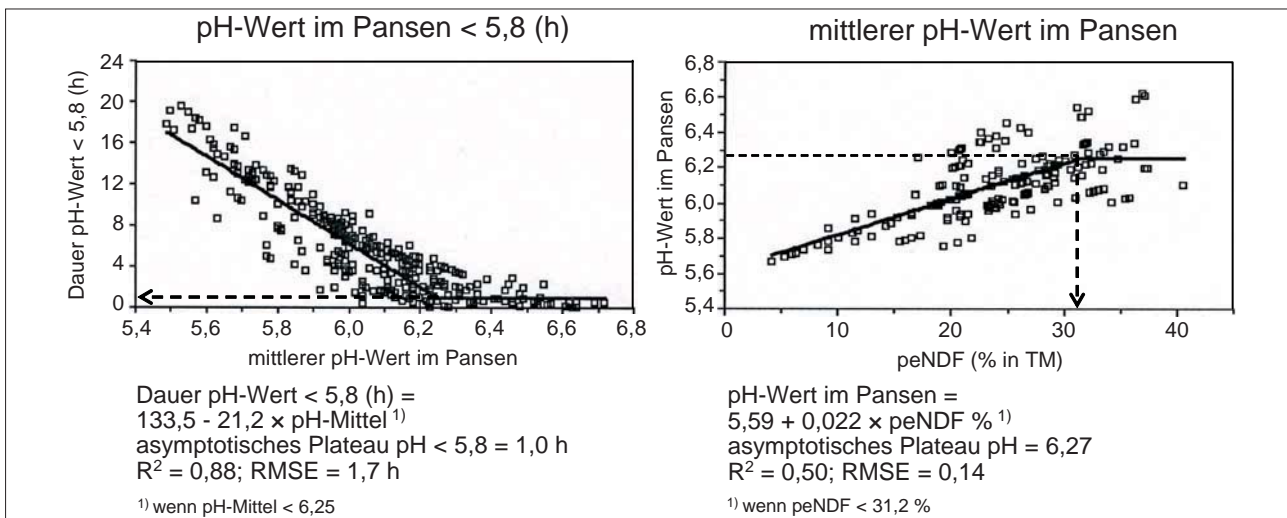 pH-Wert im Pansen < 5,8 (h)
Dauer pH-Wert < 5,8 (h)
24
20
16
12
8
4
0
5,4 5,6 5,8 6,0 6,2 6,4 6,6 6,8
mittlerer pH-Wert im Pansen
Dauer pH-Wert < 5,8 (h) =
133,5 - 21,2 × pH-Mittel 1)
asymptotisches Plateau pH < 5,8 = 1,0 h
R2 = 0,88; RMSE = 1,7 h
1) wenn pH-Mittel < 6,25
mittlerer pH-Wert im Pansen
pH-Wert im Pansen
6,8
6,6
6,4
6,2
6,0
5,8
5,6
5,4
0 10 20 30 40
peNDF (% in TM)
pH-Wert im Pansen =
5,59 + 0,022 × peNDF % 1)
asymptotisches Plateau pH = 6,27
R2 = 0,50; RMSE = 0,14
1) wenn peNDF < 31,2 %